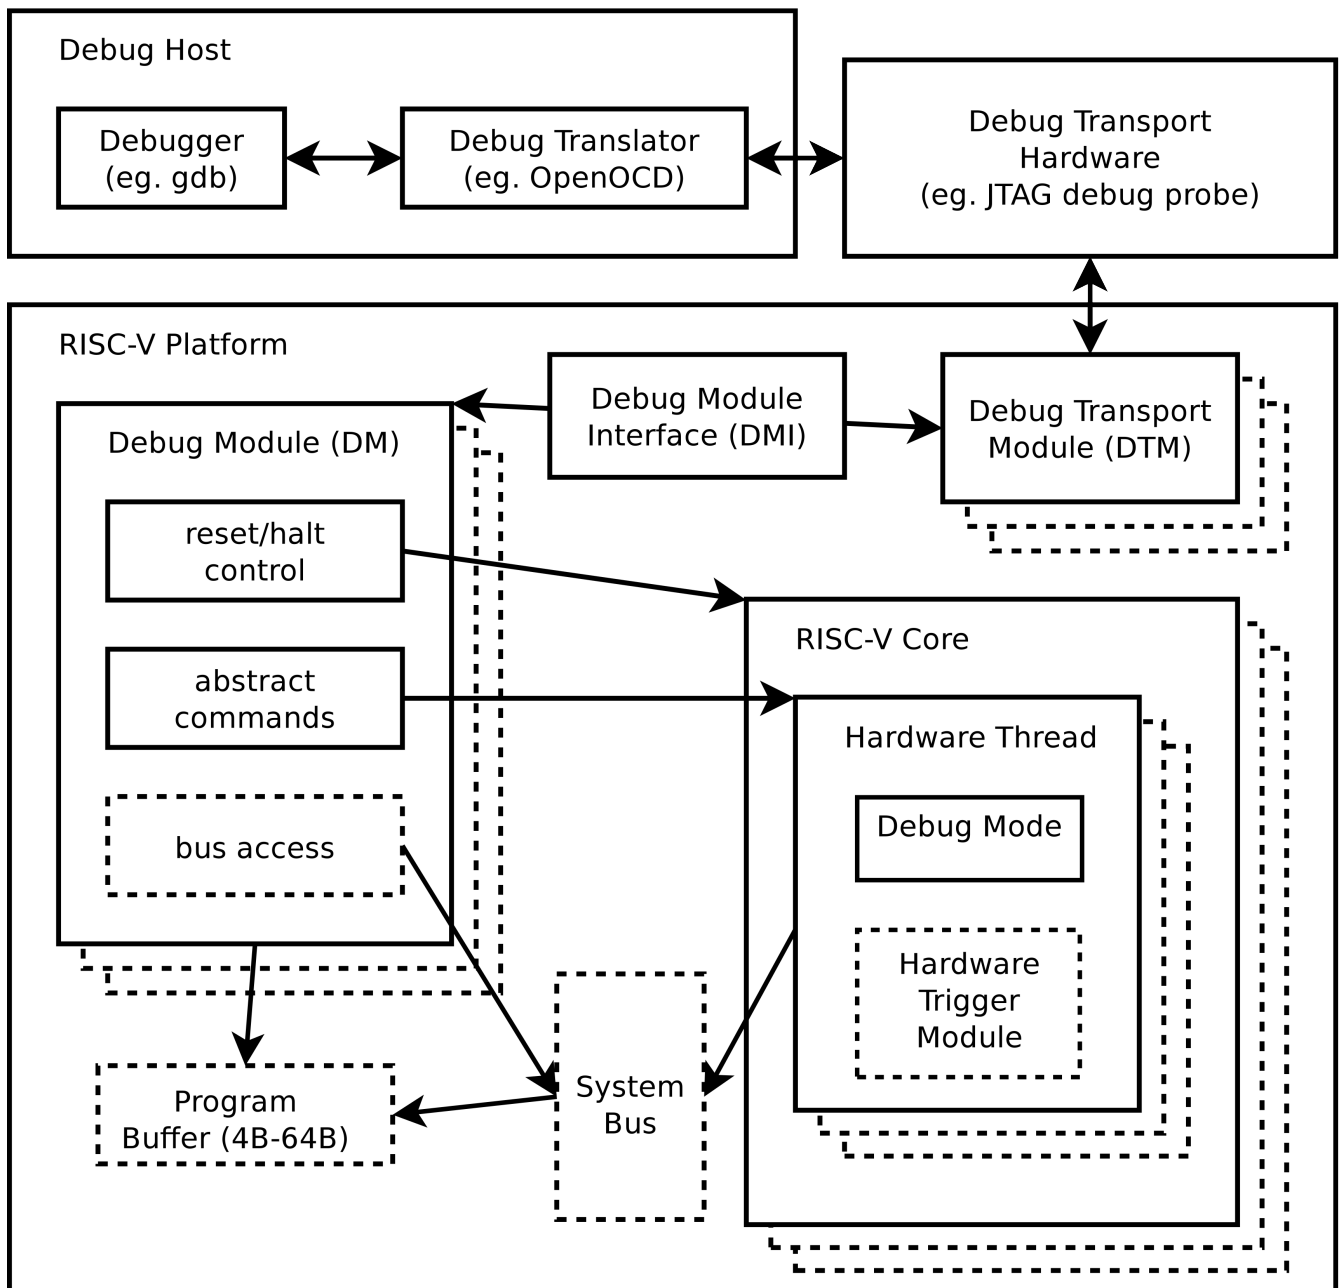 Debug Host
Debugger
(eg. gdb)
Debug Translator
(eg. OpenOCD)
Debug Transport
Hardware
(eg. JTAG debug probe)
RISC-V Platform
Debug Module
Interface (DMI)
Debug Transport
Module (DTM)
Debug Module (DM)
reset/halt
control
abstract
commands
bus access
RISC-V Core
Hardware Thread
Debug Mode
Hardware
Trigger
Module
System
Bus
Program
Buffer (4B-64B)